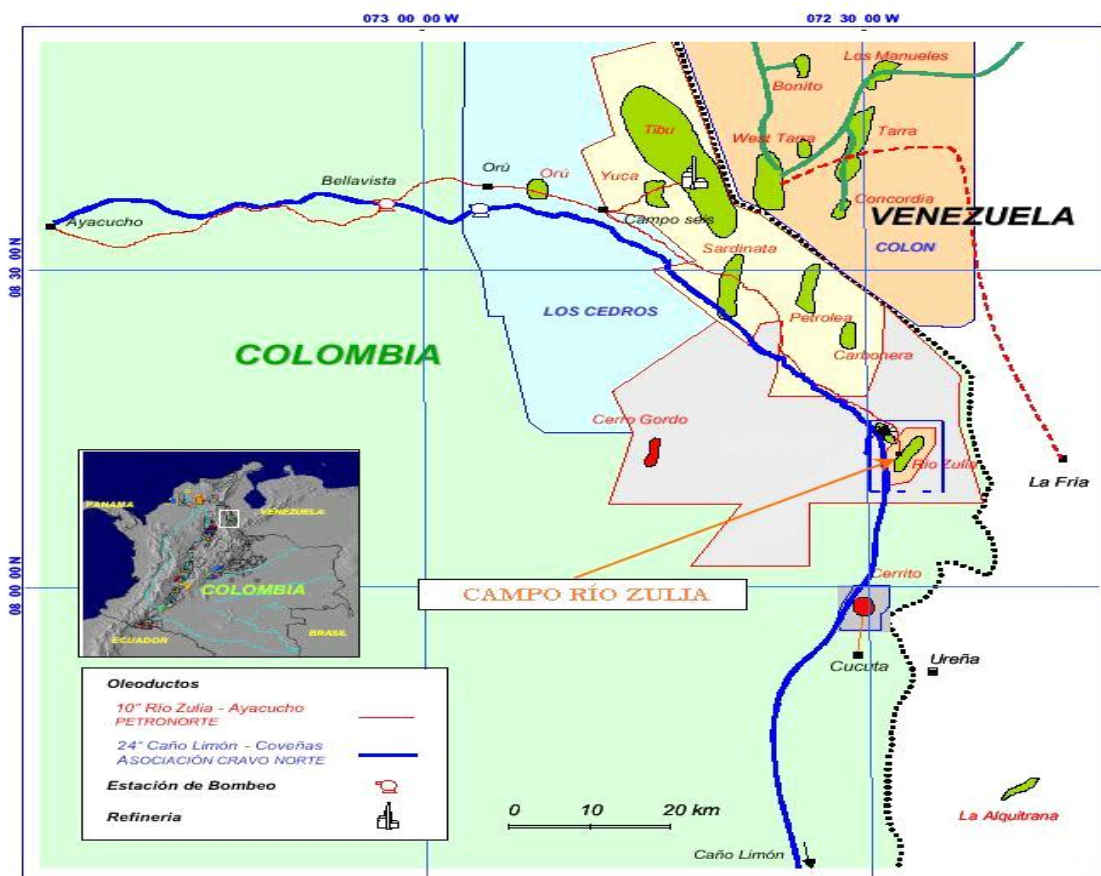 073 00 00 W
072 30 00 W
Los Manueles
Bonito
Tibu
West Tarra
Tarra
Orú
Orú
Yuca
Bellavista
Concordia
Ayacucho
Campo seis
VENEZUELA
COLON
Sardinata
08 30 00 N
LOS CEDROS
Petrolea
COLOMBIA
Carbonera
Cerro Gordo
Río Zulia
La Fria
PANAMA
VENEZUELA
COLOMBIA
ECUADOR
BRASIL
08 00 00 N
Cerrito
CAMPO RÍO ZULIA
Cucuta
Ureña
Oleoductos
10" Río Zulia - Ayacucho
PETRONORTE
24" Caño Limón - Coveñas
ASOCIACIÓN CRAVO NORTE
Estación de Bombeo
Refineria
0 10 20 km
La Alquitrana
Caño Limón